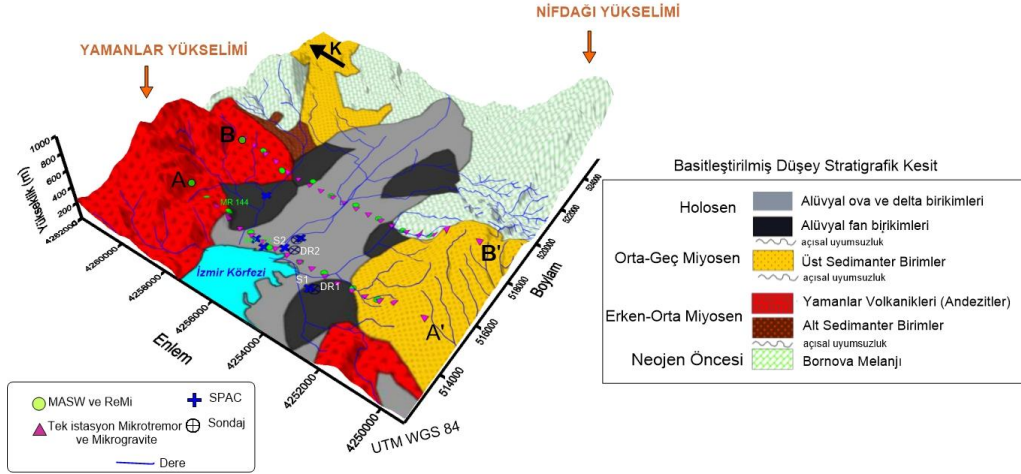 NİFDAĞI YÜKSELİMİ
YAMANLAR YÜKSELİMİ
K
B
A
MR 144
S2
DR2
S1
DR1
İzmir Körfezi
B'
A'
Yükseklik (m)
1000
800
600
400
200
4262000
4260000
4258000
4256000
4254000
4252000
4250000
Enlem
514000
516000
518000
520000
522000
524000
Boylam
UTM WGS 84
MASW ve ReMi
SPAC
Tek istasyon Mikrotremor
ve Mikrogravite
Sondaj
Dere
Basitleştirilmiş Düşey Stratigrafik Kesit
Holosen
Alüvyal ova ve delta birikimleri
Alüvyal fan birikimleri
açısal uyumsuzluk
Orta-Geç Miyosen
Üst Sedimanter Birimler
açısal uyumsuzluk
Erken-Orta Miyosen
Yamanlar Volkanikleri (Andezitler)
Alt Sedimanter Birimler
açısal uyumsuzluk
Neojen Öncesi
Bornova Melanjı